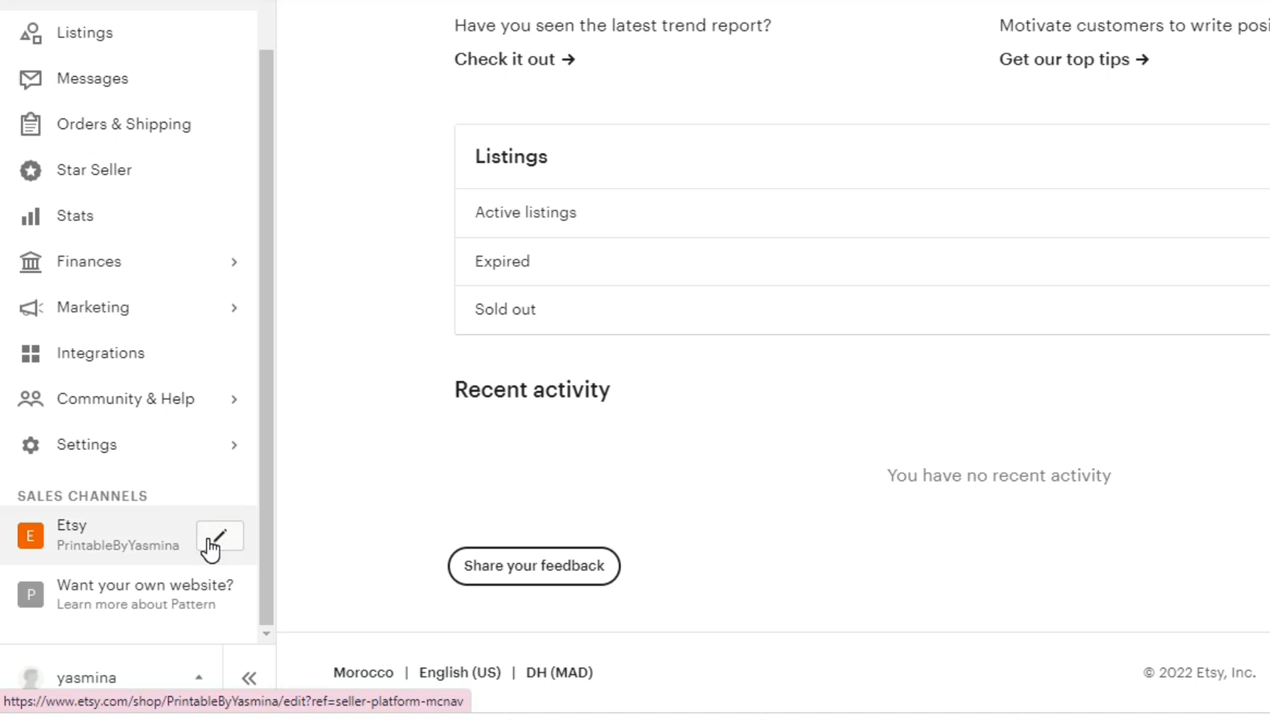 Listings
Messages
Orders & Shipping
Star Seller
Stats
Finances
Marketing
Integrations
Community & Help
Settings
SALES CHANNELS
E
Etsy
PrintableByYasmina
P
Want your own website?
Learn more about Pattern
yasmina
Have you seen the latest trend report?
Check it out →
Motivate customers to write posi
Get our top tips →
Listings
Active listings
Expired
Sold out
Recent activity
You have no recent activity
Share your feedback
Morocco | English (US) | DH (MAD)
© 2022 Etsy, Inc.
https://www.etsy.com/shop/PrintableByYasmina/edit?ref=seller-platform-mcnav